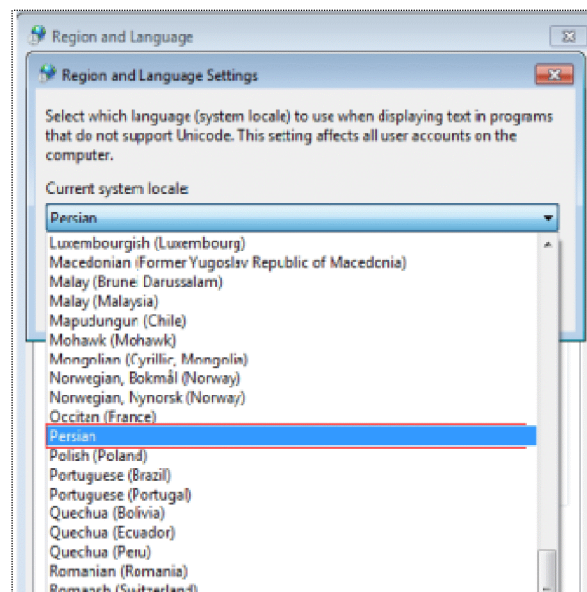 Region and Language
Region and Language Settings
Select which language (system locale) to use when displaying text in programs
that do not support Unicode. This setting affects all user accounts on the
computer.
Current system locale:
Persian
Luxembourgish (Luxembourg)
Macedonian (Former Yugoslav Republic of Macedonia)
Malay (Brunei Darussalam)
Malay (Malaysia)
Mapudungun (Chile)
Mohawk (Mohawk)
Mongolian (Cyrillic, Mongolia)
Norwegian, Bokmål (Norway)
Norwegian, Nynorsk (Norway)
Occitan (France)
Persian
Polish (Poland)
Portuguese (Brazil)
Portuguese (Portugal)
Quechua (Bolivia)
Quechua (Ecuador)
Quechua (Peru)
Romanian (Romania)
Romansh (Switzerland)